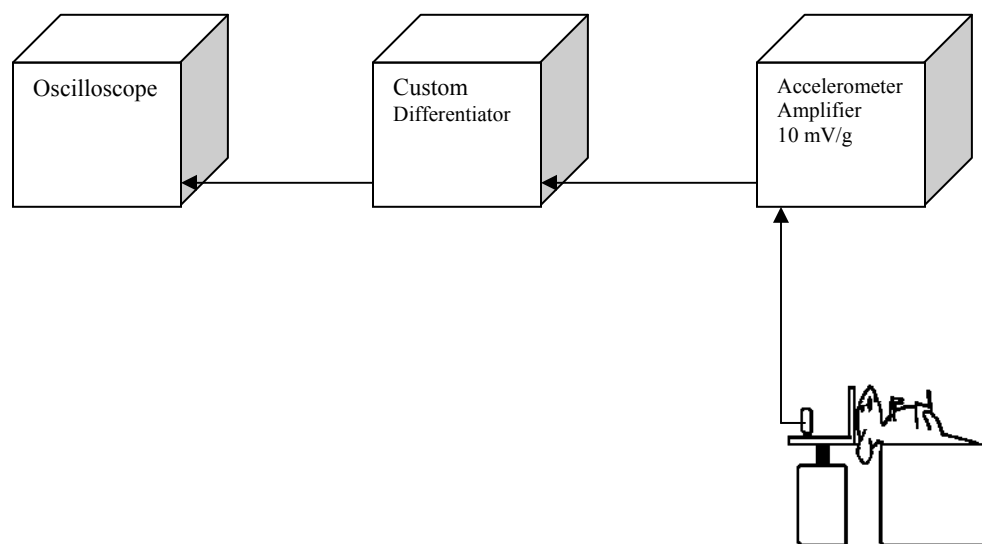 Oscilloscope
Custom
Differentiator
Accelerometer
Amplifier
10 mV/g